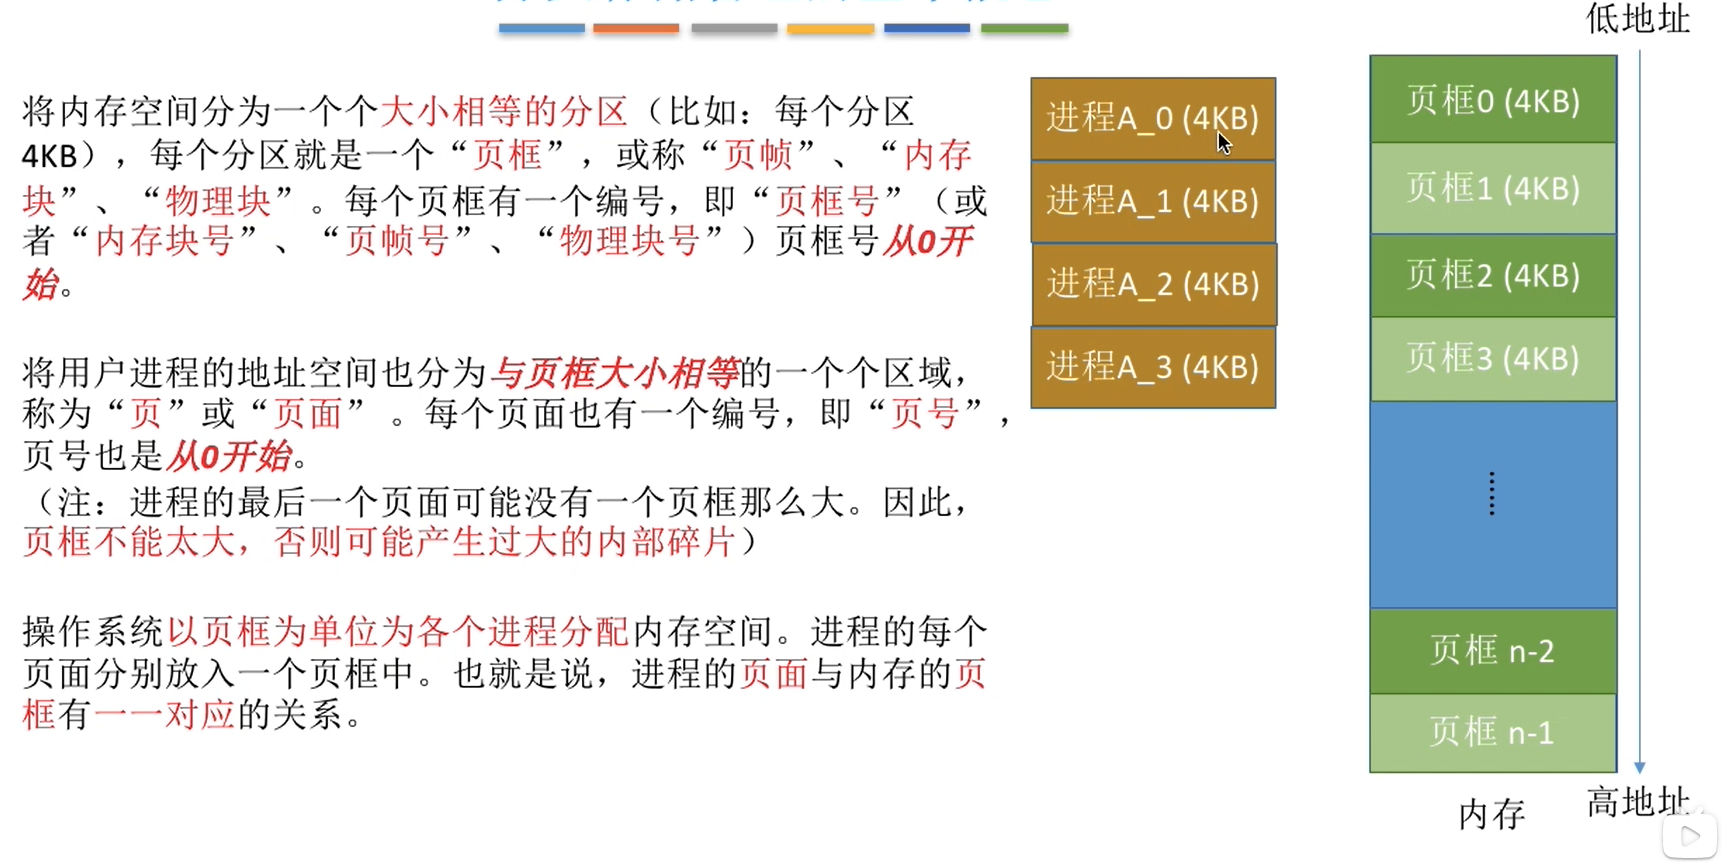 将内存空间分为一个个大小相等的分区（比如：每个分区
4KB），每个分区就是一个“页框”，或称“页帧”、“内存
块”、“物理块”。每个页框有一个编号，即“页框号”（或
者“内存块号”、“页帧号”、“物理块号”）页框号从0开
始。
将用户进程的地址空间也分为与页框大小相等的一个个区域，
称为“页”或“页面” 。每个页面也有一个编号，即“页号”，
页号也是从0开始。
（注：进程的最后一个页面可能没有一个页框那么大。因此，
页框不能太大，否则可能产生过大的内部碎片）
操作系统以页框为单位为各个进程分配内存空间。进程的每个
页面分别放入一个页框中。也就是说，进程的页面与内存的页
框有一一对应的关系。
进程A_0 (4KB)
进程A_1 (4KB)
进程A_2 (4KB)
进程A_3 (4KB)
低地址
页框0 (4KB)
页框1 (4KB)
页框2 (4KB)
页框3 (4KB)
......
页框 n-2
页框 n-1
内存
高地址